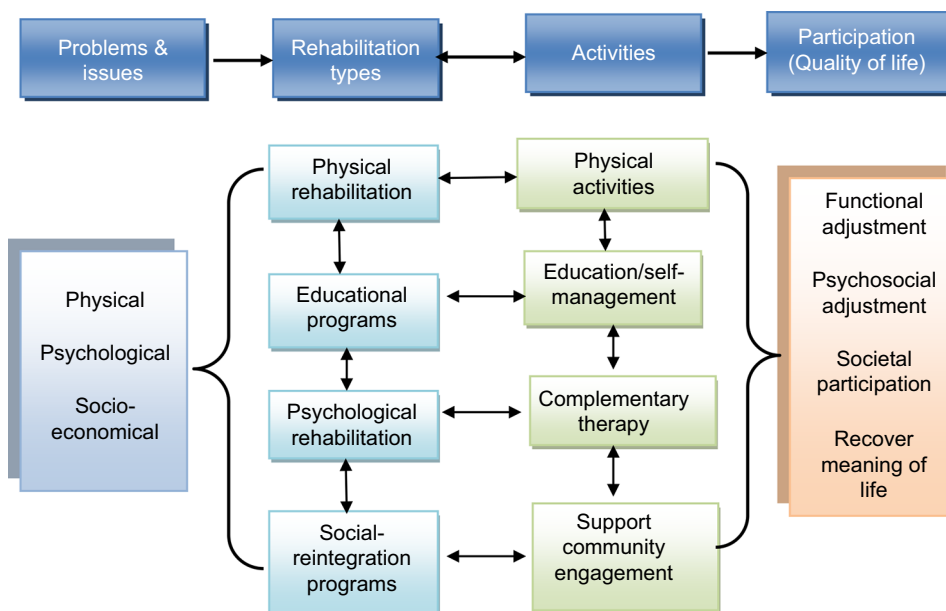 Problems &
issues
Rehabilitation
types
Activities
Participation
(Quality of life)
Physical
Psychological
Socio-
economical
Physical
rehabilitation
Educational
programs
Psychological
rehabilitation
Social-
reintegration
programs
Physical
activities
Education/self-
management
Complementary
therapy
Support
community
engagement
Functional
adjustment
Psychosocial
adjustment
Societal
participation
Recover
meaning of
life